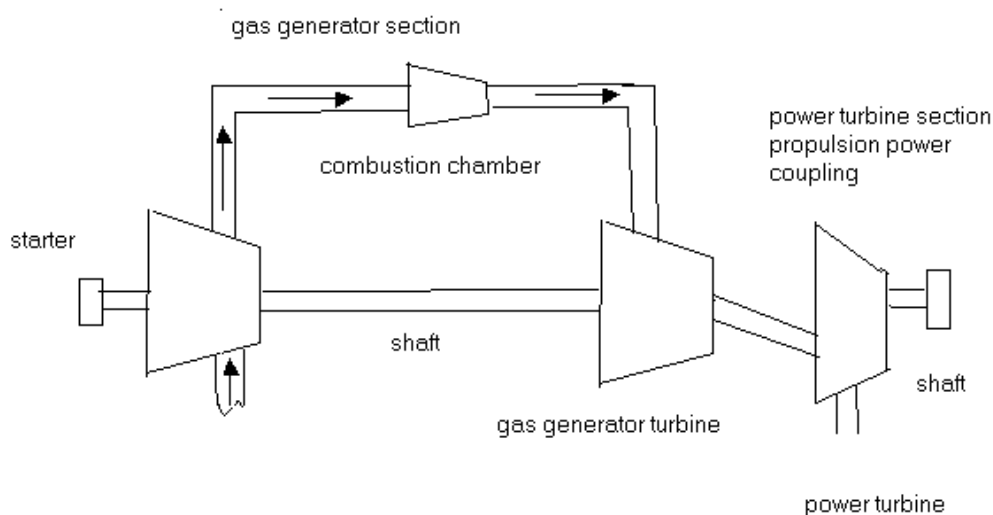 gas generator section
power turbine section
propulsion power
coupling
combustion chamber
starter
shaft
shaft
gas generator turbine
power turbine